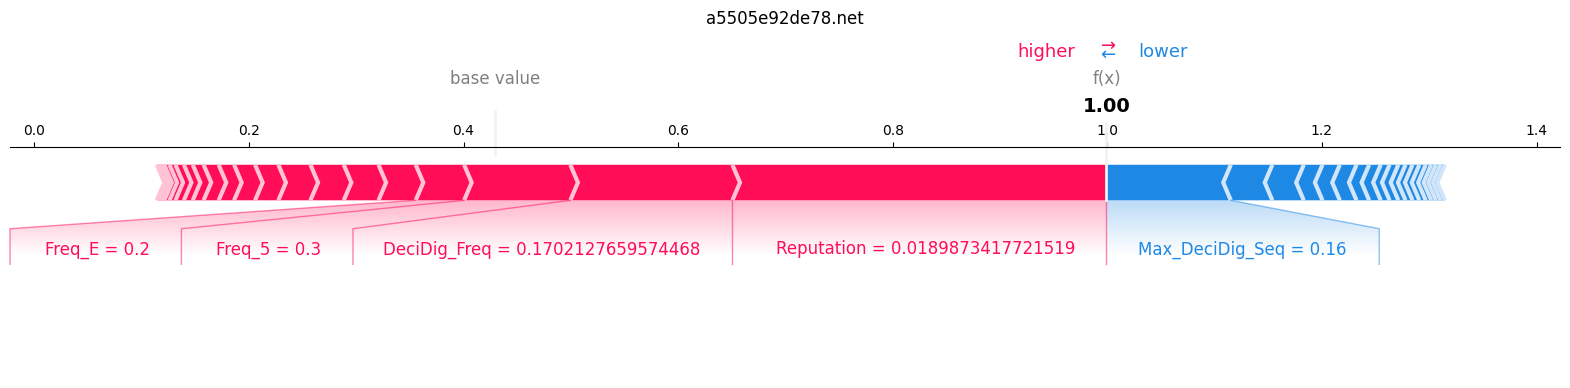 a5505e92de78.net
higher ⇄ lower
base value f(x)
1.00
0.0 0.2 0.4 0.6 0.8 1.0 1.2 1.4
Freq_E = 0.2 Freq_5 = 0.3 DeciDig_Freq = 0.1702127659574468 Reputation = 0.0189873417721519 Max_DeciDig_Seq = 0.16